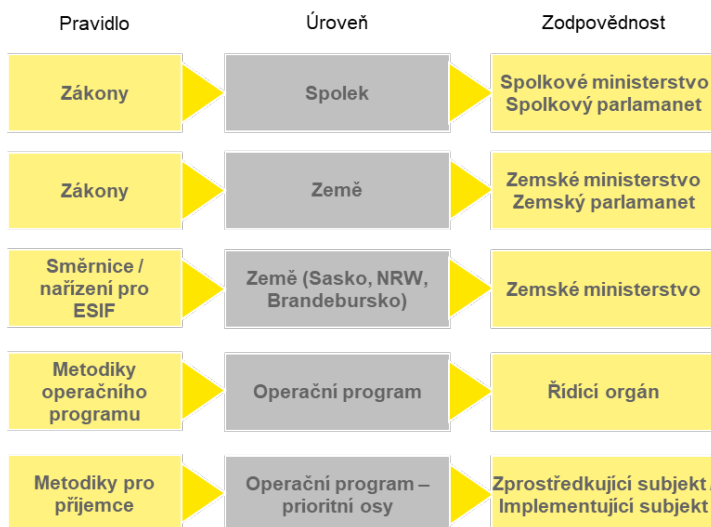 Pravidlo Úroveň Zodpovědnost
Zákony
Spolek
Spolkové ministerstvo
Spolkový parlamanet
Zákony
Země
Zemské ministerstvo
Zemský parlamanet
Směrnice /
nařízení pro
ESIF
Země (Sasko, NRW,
Brandebursko)
Zemské ministerstvo
Metodiky
operačního
programu
Operační program
Řídící orgán
Metodiky pro
příjemce
Operační program –
prioritní osy
Zprostředkující subjekt /
Implementující subjekt